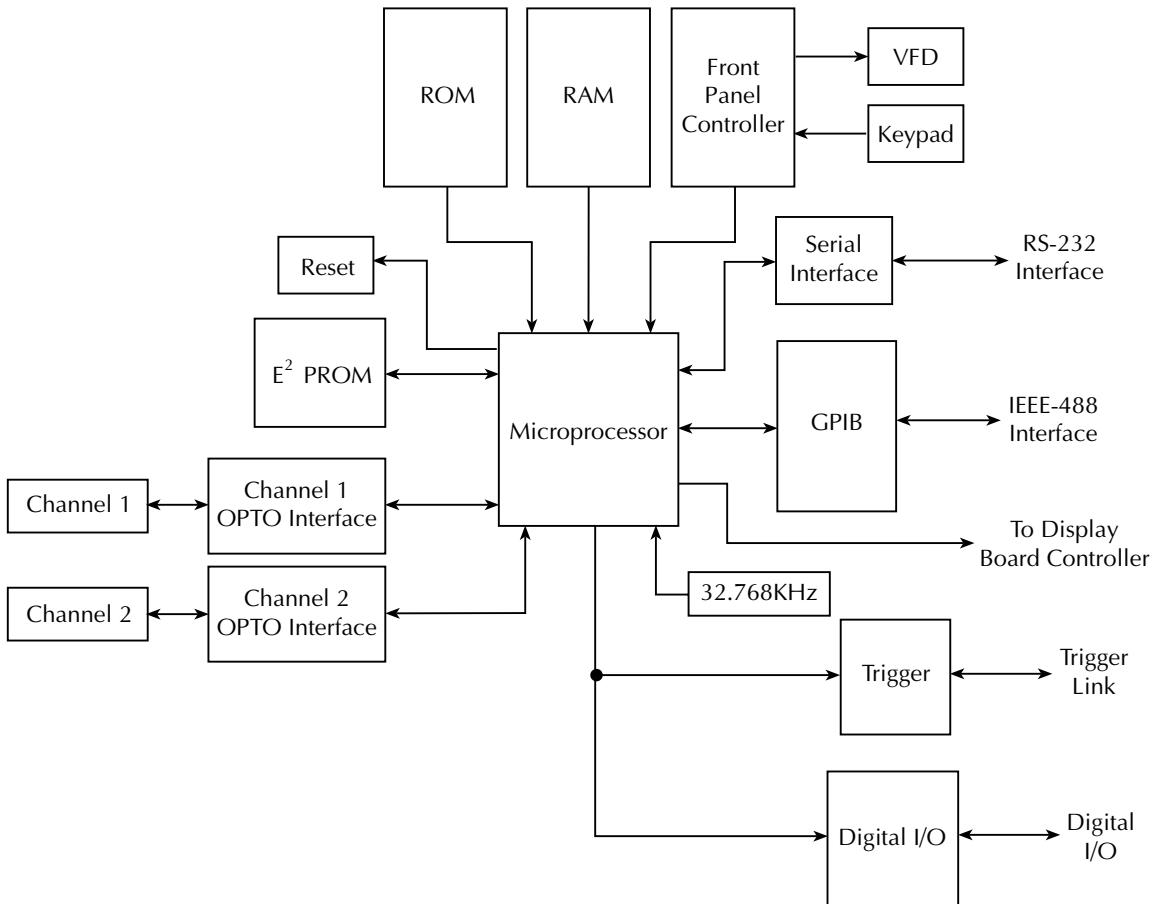 ROM
RAM
Front
Panel
Controller
VFD
Keypad
Reset
Serial
Interface
RS-232
Interface
E² PROM
Microprocessor
GPIB
IEEE-488
Interface
Channel 1
Channel 1
OPTO Interface
To Display
Board Controller
Channel 2
Channel 2
OPTO Interface
32.768KHz
Trigger
Trigger
Link
Digital I/O
Digital
I/O